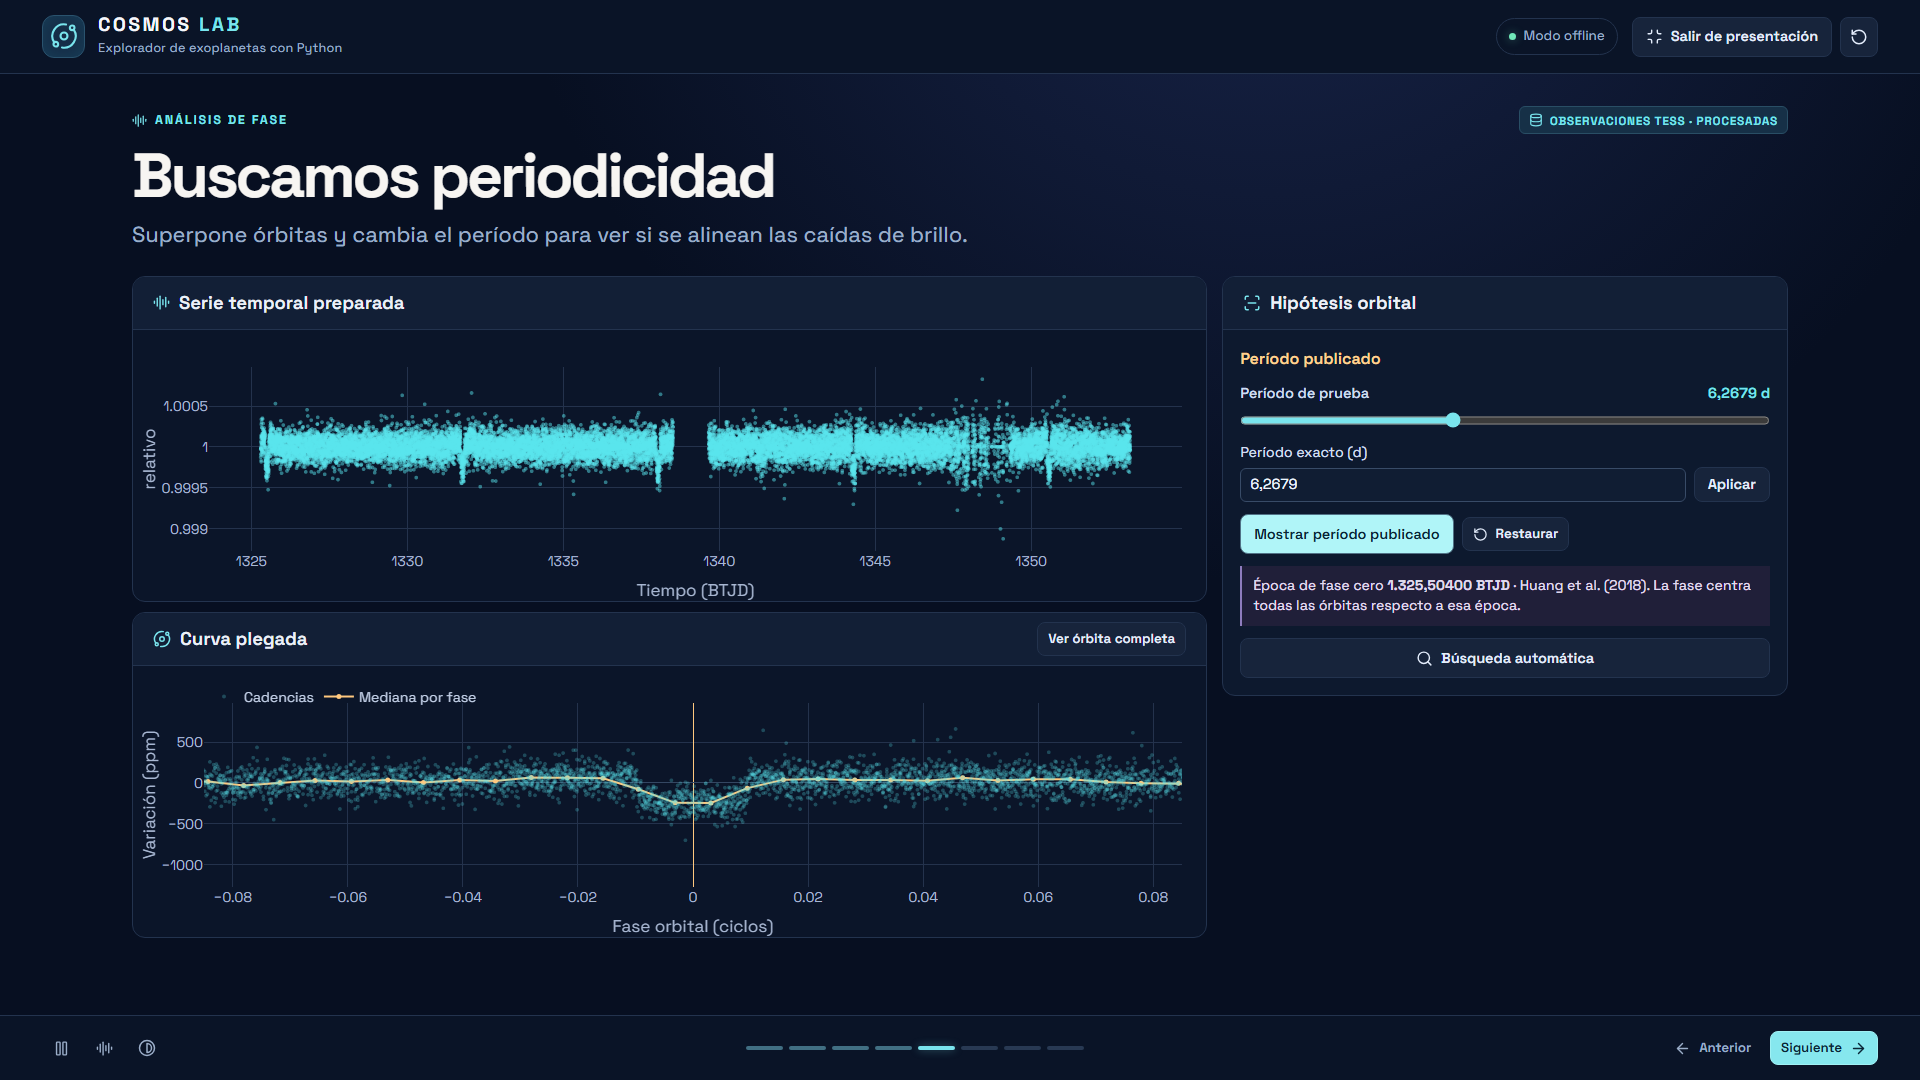 COSMOS LAB
Explorador de exoplanetas con Python
Modo offline
Salir de presentación
ANÁLISIS DE FASE
OBSERVACIONES TESS · PROCESADAS
Buscamos periodicidad
Superpone órbitas y cambia el período para ver si se alinean las caídas de brillo.
Serie temporal preparada
relativo
1.0005
1
0.9995
0.999
1325
1330
1335
1340
1345
1350
Tiempo (BTJD)
Curva plegada
Ver órbita completa
Cadencias
Mediana por fase
Variación (ppm)
500
0
−500
−1000
−0.08
−0.06
−0.04
−0.02
0
0.02
0.04
0.06
0.08
Fase orbital (ciclos)
Hipótesis orbital
Período publicado
Período de prueba
6,2679 d
Período exacto (d)
6,2679
Aplicar
Mostrar período publicado
Restaurar
Época de fase cero 1.325,50400 BTJD · Huang et al. (2018). La fase centra
todas las órbitas respecto a esa época.
Búsqueda automática
Anterior
Siguiente